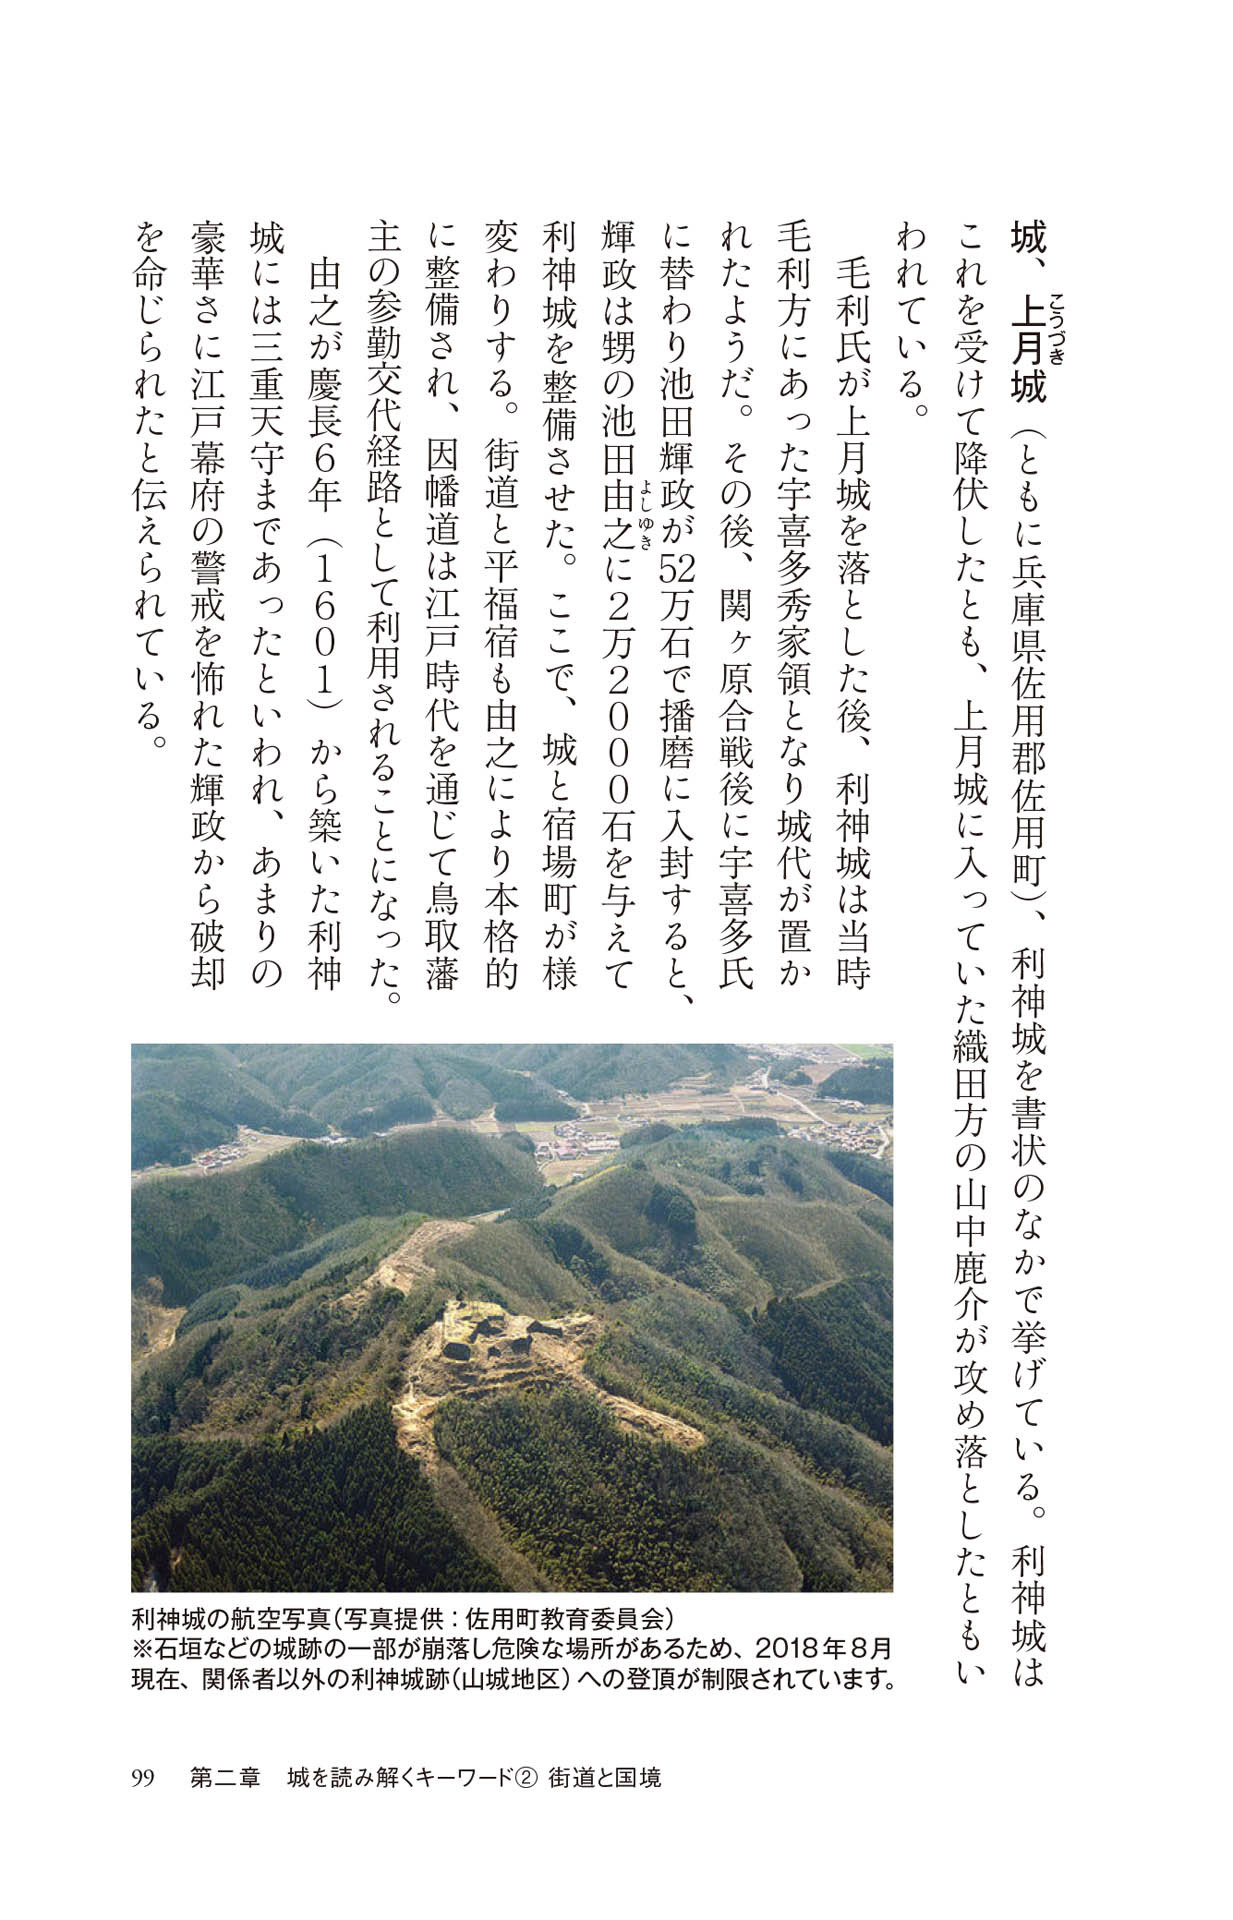 城、上月城（ともに兵庫県佐用郡佐用町）、利神城を書状のなかで挙げている。利神城は
こうづき
これを受けて降伏したとも、上月城に入っていた織田方の山中鹿介が攻め落としたともい
われている。
毛利氏が上月城を落とした後、利神城は当時
毛利方にあった宇喜多秀家領となり城代が置か
れたようだ。その後、関ヶ原合戦後に宇喜多氏
に替わり池田輝政が52万石で播磨に入封すると、
輝政は甥の池田由之に２万２０００石を与えて
よしゆき
利神城を整備させた。ここで、城と宿場町が様
変わりする。街道と平福宿も由之により本格的
に整備され、因幡道は江戸時代を通じて鳥取藩
主の参勤交代経路として利用されることになった。
由之が慶長６年（１６０１）から築いた利神
城には三重天守まであったといわれ、あまりの
豪華さに江戸幕府の警戒を怖れた輝政から破却
を命じられたと伝えられている。
利神城の航空写真（写真提供：佐用町教育委員会）
※石垣などの城跡の一部が崩落し危険な場所があるため、2018年８月
現在、関係者以外の利神城跡（山城地区）への登頂が制限されています。
99　第二章　城を読み解くキーワード② 街道と国境